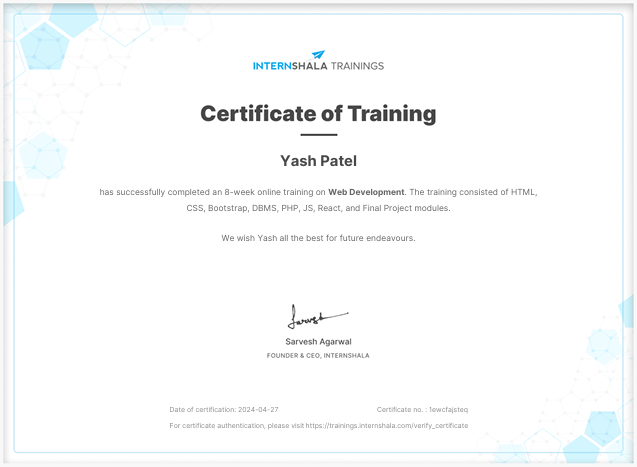 INTERNSHALA TRAININGS
Certificate of Training
Yash Patel
has successfully completed an 8-week online training on Web Development. The training consisted of HTML,
CSS, Bootstrap, DBMS, PHP, JS, React, and Final Project modules.
We wish Yash all the best for future endeavours.
Sarvesh
Sarvesh Agarwal
FOUNDER & CEO, INTERNSHALA
Date of certification: 2024-04-27 Certificate no. : 1ewcfajsteq
For certificate authentication, please visit https://trainings.internshala.com/verify_certificate